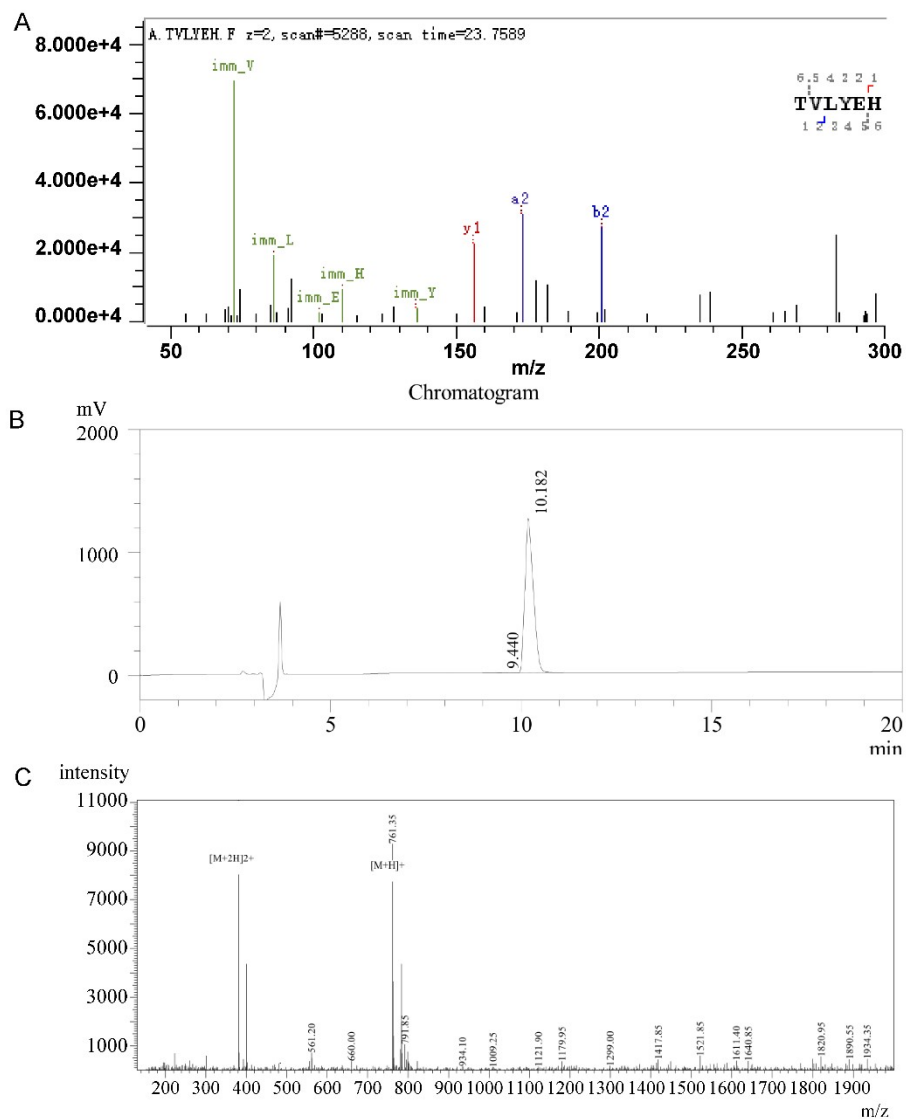 A
A.TVLYEH.F z=2, scan#=5288, scan time=23.7589
8.000e+4
6.000e+4
4.000e+4
2.000e+4
0.000e+4
imm_V
imm_L
imm_E
imm_H
imm_Y
y1
a2
b2
6 5 4 2 2 1
TVLYEH
1 2 3 4 5 6
50 100 150 200 250 300
m/z
Chromatogram
B
mV
2000
1000
0
9.440
10.182
0 5 10 15 20
min
C
intensity
11000
9000
7000
5000
3000
1000
[M+2H]2+
561.20
660.00
761.35
[M+H]+
791.85
934.10
1009.25
1121.90
1179.95
1299.00
1417.85
1521.85
1611.40
1640.85
1820.95
1890.55
1934.35
200 300 400 500 600 700 800 900 1000 1100 1200 1300 1400 1500 1600 1700 1800 1900
m/z